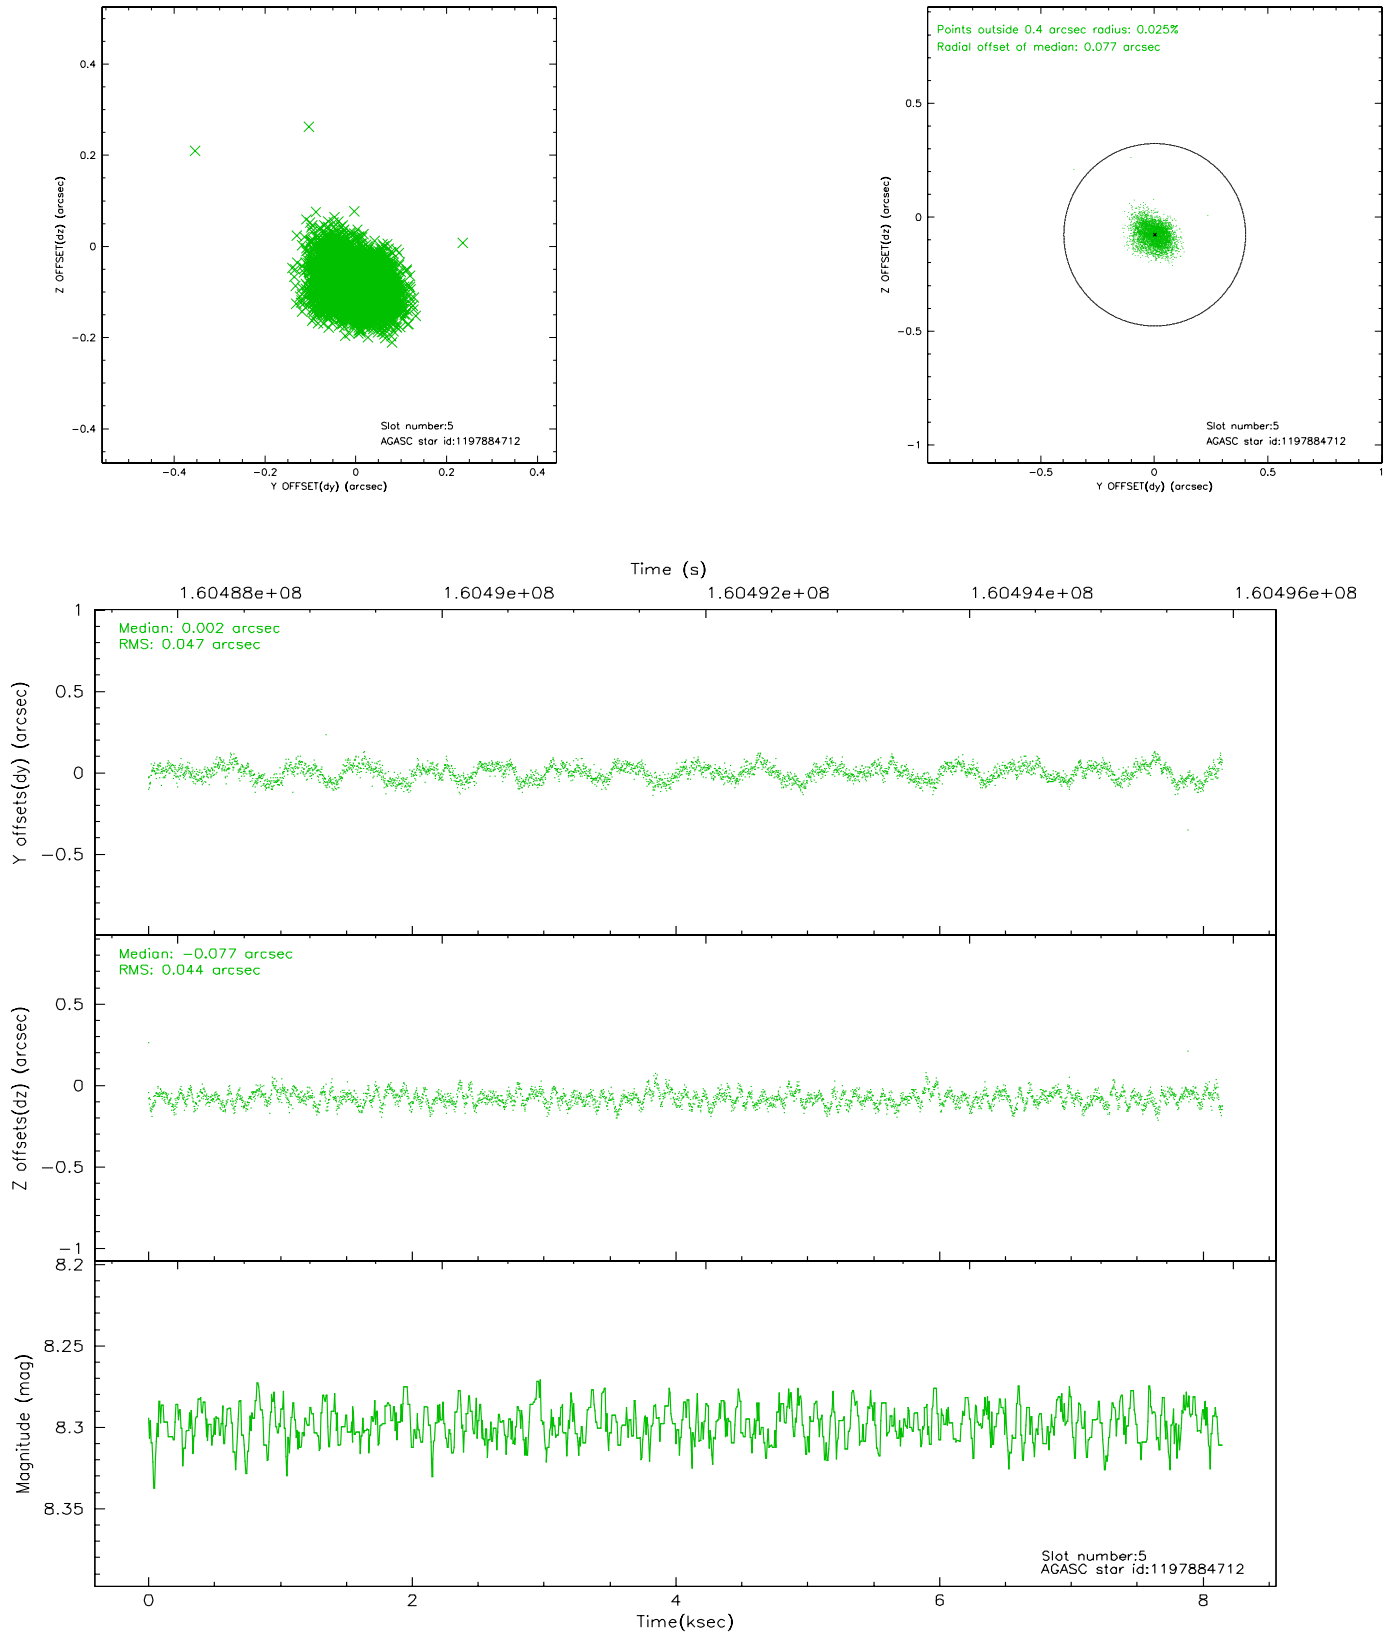 0.4
0.2
0
−0.2
−0.4
Z OFFSET(dz) (arcsec)
−0.4
−0.2
0
0.2
0.4
Y OFFSET(dy) (arcsec)
Slot number:5
AGASC star id:1197884712
Points outside 0.4 arcsec radius: 0.025%
Radial offset of median: 0.077 arcsec
0.5
0
−0.5
−1
Z OFFSET(dz) (arcsec)
−0.5
0
0.5
1
Y OFFSET(dy) (arcsec)
Slot number:5
AGASC star id:1197884712
Time (s)
1.60488e+08
1.6049e+08
1.60492e+08
1.60494e+08
1.60496e+08
Median: 0.002 arcsec
RMS: 0.047 arcsec
1
0.5
0
−0.5
Y offsets(dy) (arcsec)
Median: −0.077 arcsec
RMS: 0.044 arcsec
0.5
0
−0.5
−1
Z offsets(dz) (arcsec)
8.2
8.25
8.3
8.35
Magnitude (mag)
Slot number:5
AGASC star id:1197884712
0
2
4
6
8
Time(ksec)